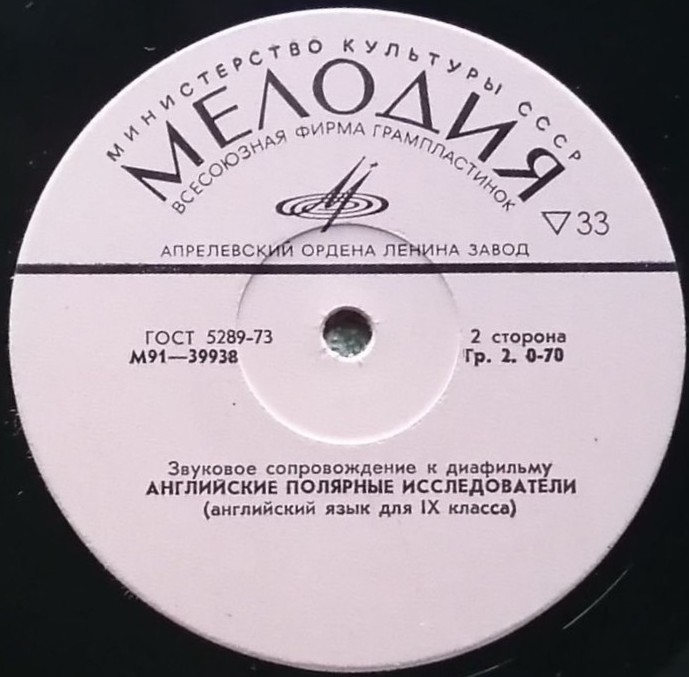 МИНИСТЕРСТВО КУЛЬТУРЫ СССР
МЕЛОДИЯ
ВСЕСОЮЗНАЯ ФИРМА ГРАМПЛАСТИНОК
▽33
АПРЕЛЕВСКИЙ ОРДЕНА ЛЕНИНА ЗАВОД
ГОСТ 5289-73
2 сторона
М91—39938
Гр. 2. 0-70
Звуковое сопровождение к диафильму
АНГЛИЙСКИЕ ПОЛЯРНЫЕ ИССЛЕДОВАТЕЛИ
(английский язык для IX класса)